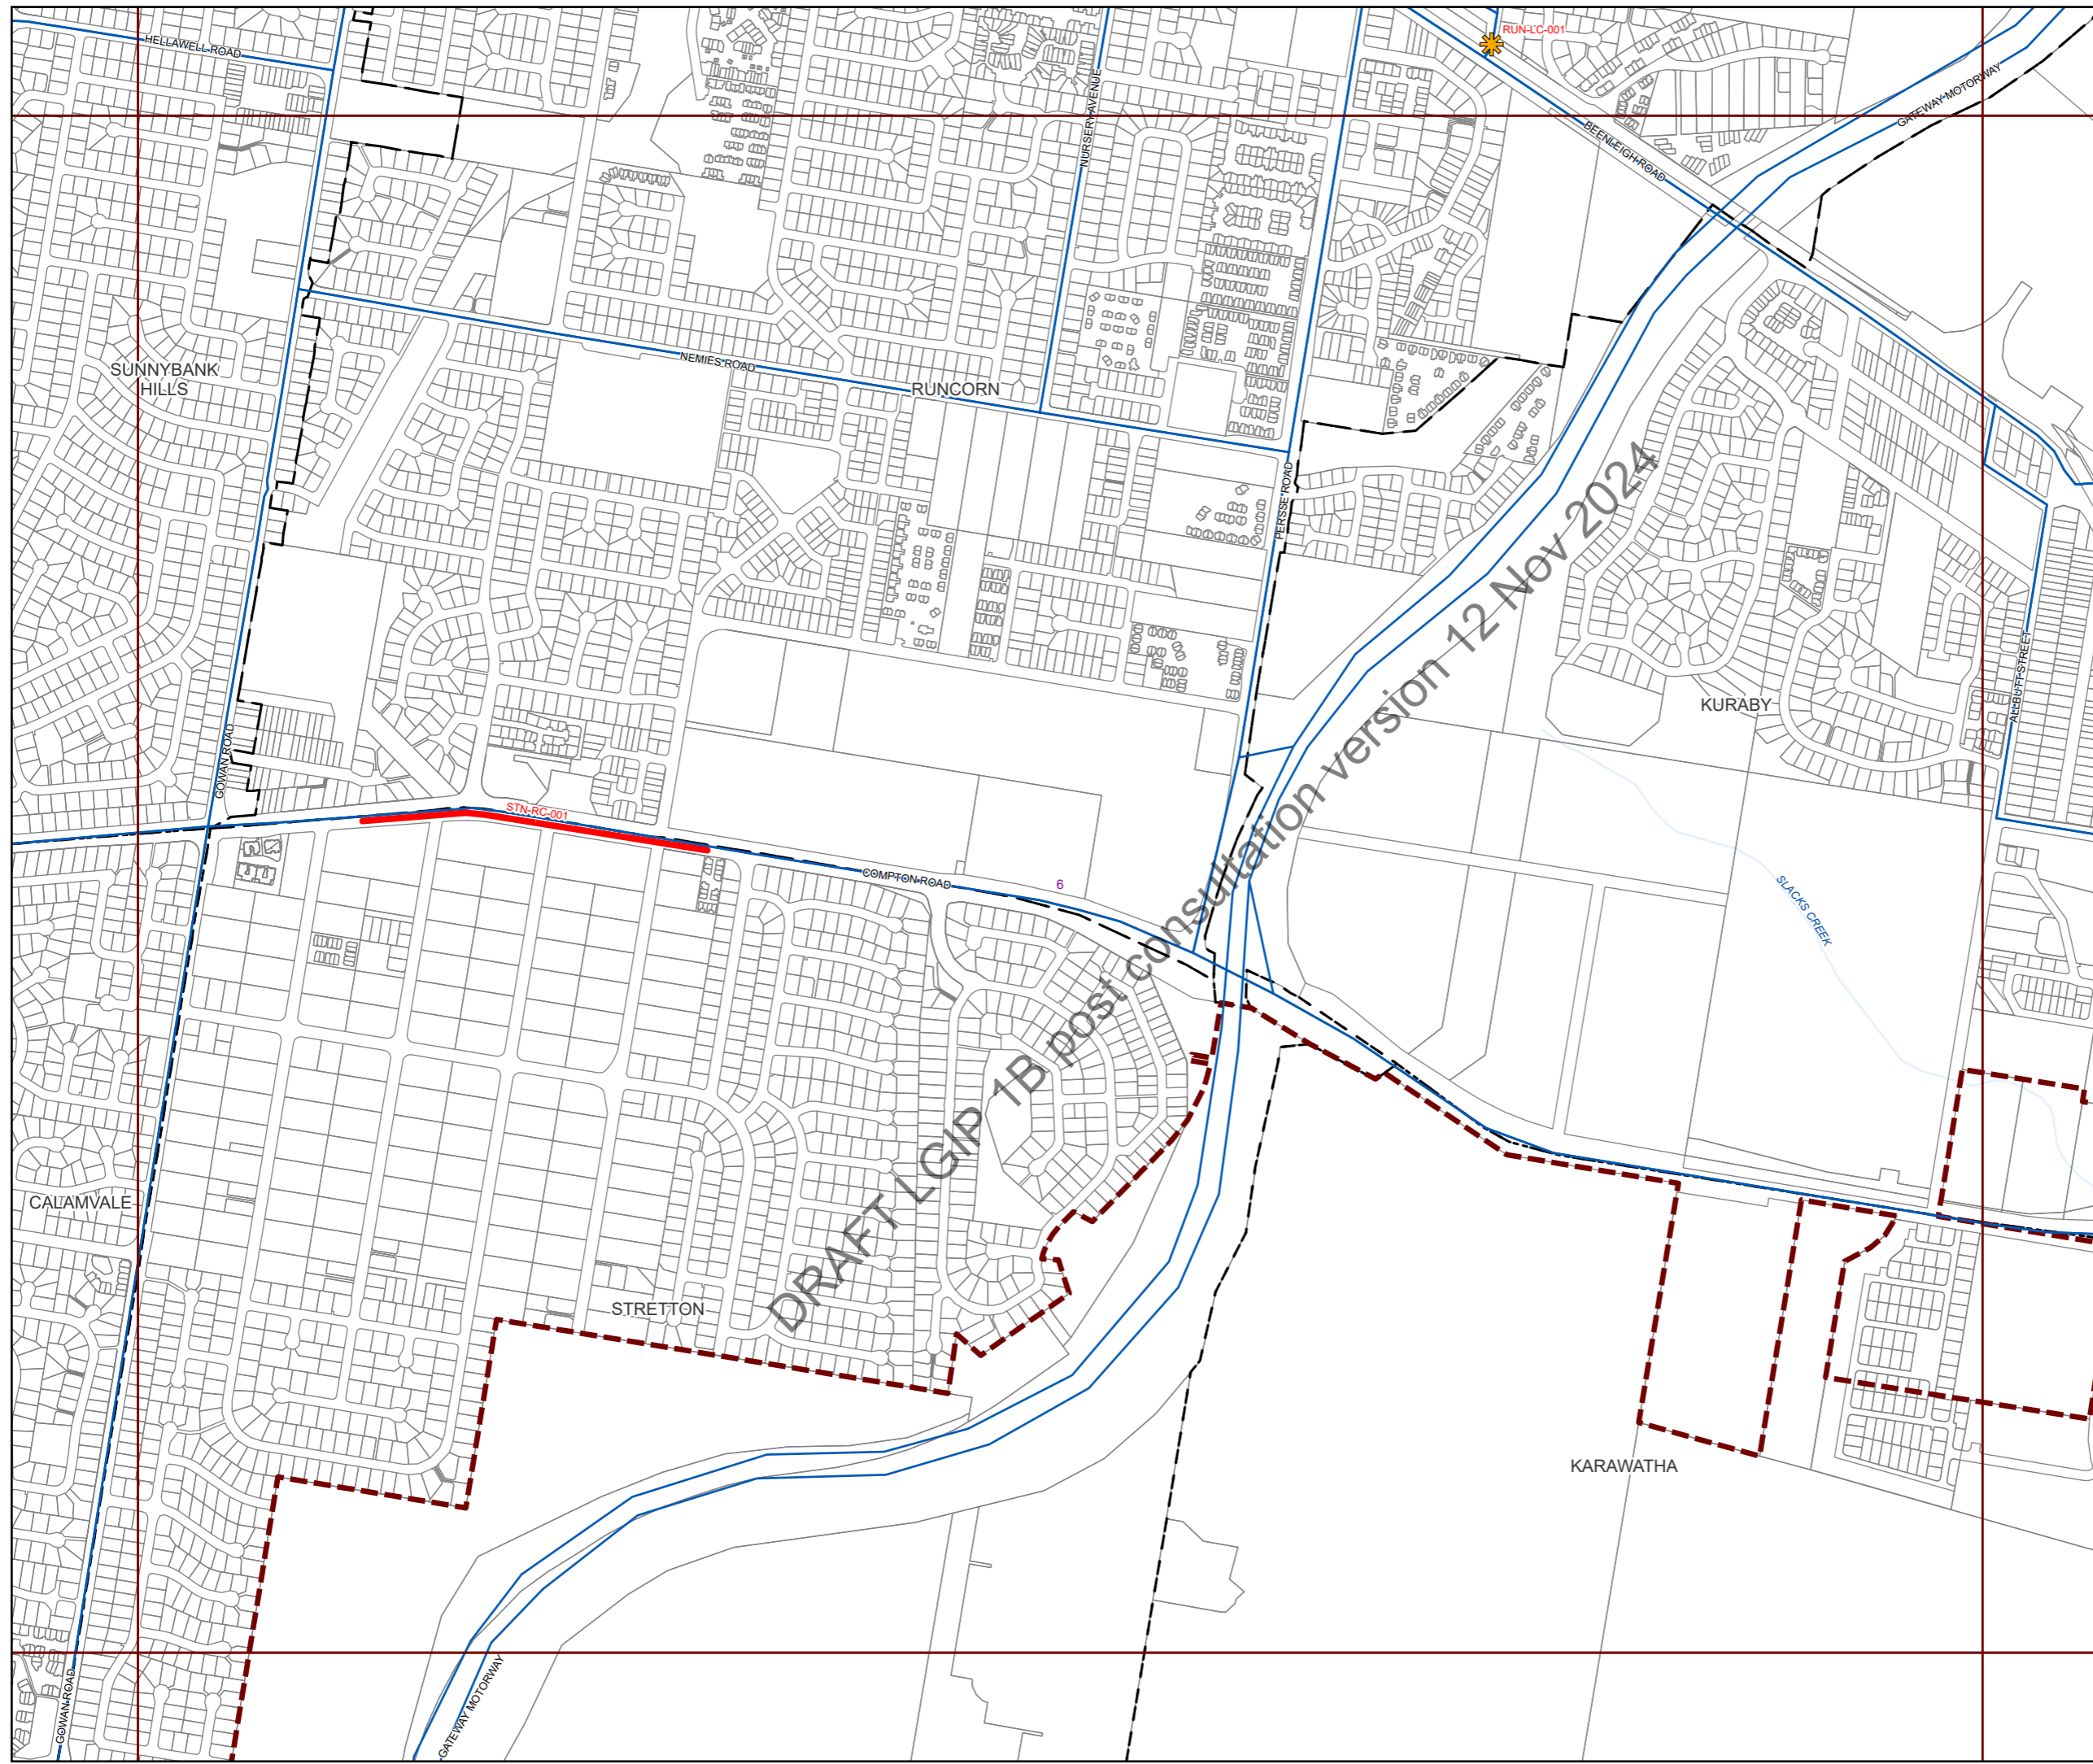 RUN-LC-001
HELLAWELL ROAD
GATEWAY MOTORWAY
NURSERY AVENUE
BEENLEIGH ROAD
NEMIES ROAD
SUNNYBANK
HILLS
RUNCORN
PERSSE ROAD
ALLBUTT STREET
KURABY
GOWAN ROAD
STN-RC-001
COMPTON ROAD
6
SLACKS CREEK
DRAFT LGIP 1B post consultation version 12 Nov 2024
CALAMVALE
STRETTON
KARAWATHA
GOWAN ROAD
GATEWAY MOTORWAY